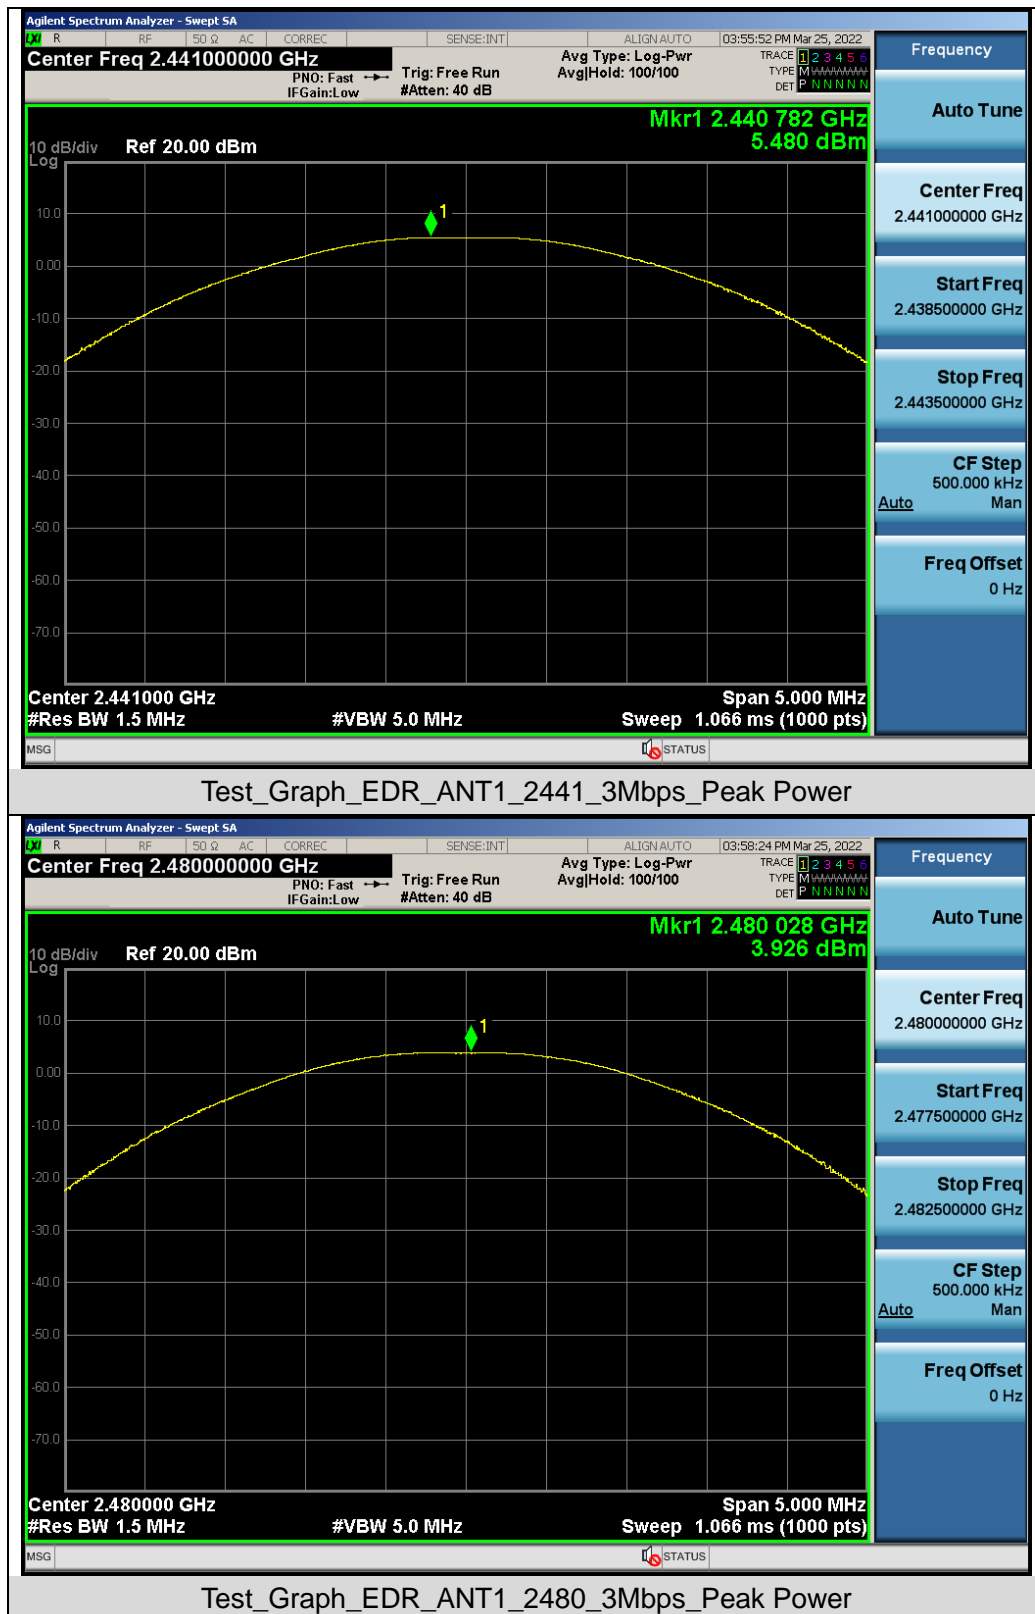 Agilent Spectrum Analyzer - Swept SA
LXI R RF 50 Ω AC CORREC SENSE:INT ALIGN AUTO 03:55:52 PM Mar 25, 2022
Center Freq 2.441000000 GHz
PNO: Fast
IFGain:Low
Trig: Free Run
#Atten: 40 dB
Avg Type: Log-Pwr
Avg|Hold: 100/100
TRACE 1 2 3 4 5 6
TYPE M
DET P N N N N N
Mkr1 2.440 782 GHz
5.480 dBm
10 dB/div Ref 20.00 dBm
Log
1
10.0
0.00
-10.0
-20.0
-30.0
-40.0
-50.0
-60.0
-70.0
Center 2.441000 GHz Span 5.000 MHz
#Res BW 1.5 MHz #VBW 5.0 MHz Sweep 1.066 ms (1000 pts)
MSG STATUS
Frequency
Auto Tune
Center Freq
2.441000000 GHz
Start Freq
2.438500000 GHz
Stop Freq
2.443500000 GHz
CF Step
500.000 kHz
Auto Man
Freq Offset
0 Hz
Test_Graph_EDR_ANT1_2441_3Mbps_Peak Power
Agilent Spectrum Analyzer - Swept SA
LXI R RF 50 Ω AC CORREC SENSE:INT ALIGN AUTO 03:58:24 PM Mar 25, 2022
Center Freq 2.480000000 GHz
PNO: Fast
IFGain:Low
Trig: Free Run
#Atten: 40 dB
Avg Type: Log-Pwr
Avg|Hold: 100/100
TRACE 1 2 3 4 5 6
TYPE M
DET P N N N N N
Mkr1 2.480 028 GHz
3.926 dBm
10 dB/div Ref 20.00 dBm
Log
1
10.0
0.00
-10.0
-20.0
-30.0
-40.0
-50.0
-60.0
-70.0
Center 2.480000 GHz Span 5.000 MHz
#Res BW 1.5 MHz #VBW 5.0 MHz Sweep 1.066 ms (1000 pts)
MSG STATUS
Frequency
Auto Tune
Center Freq
2.480000000 GHz
Start Freq
2.477500000 GHz
Stop Freq
2.482500000 GHz
CF Step
500.000 kHz
Auto Man
Freq Offset
0 Hz
Test_Graph_EDR_ANT1_2480_3Mbps_Peak Power